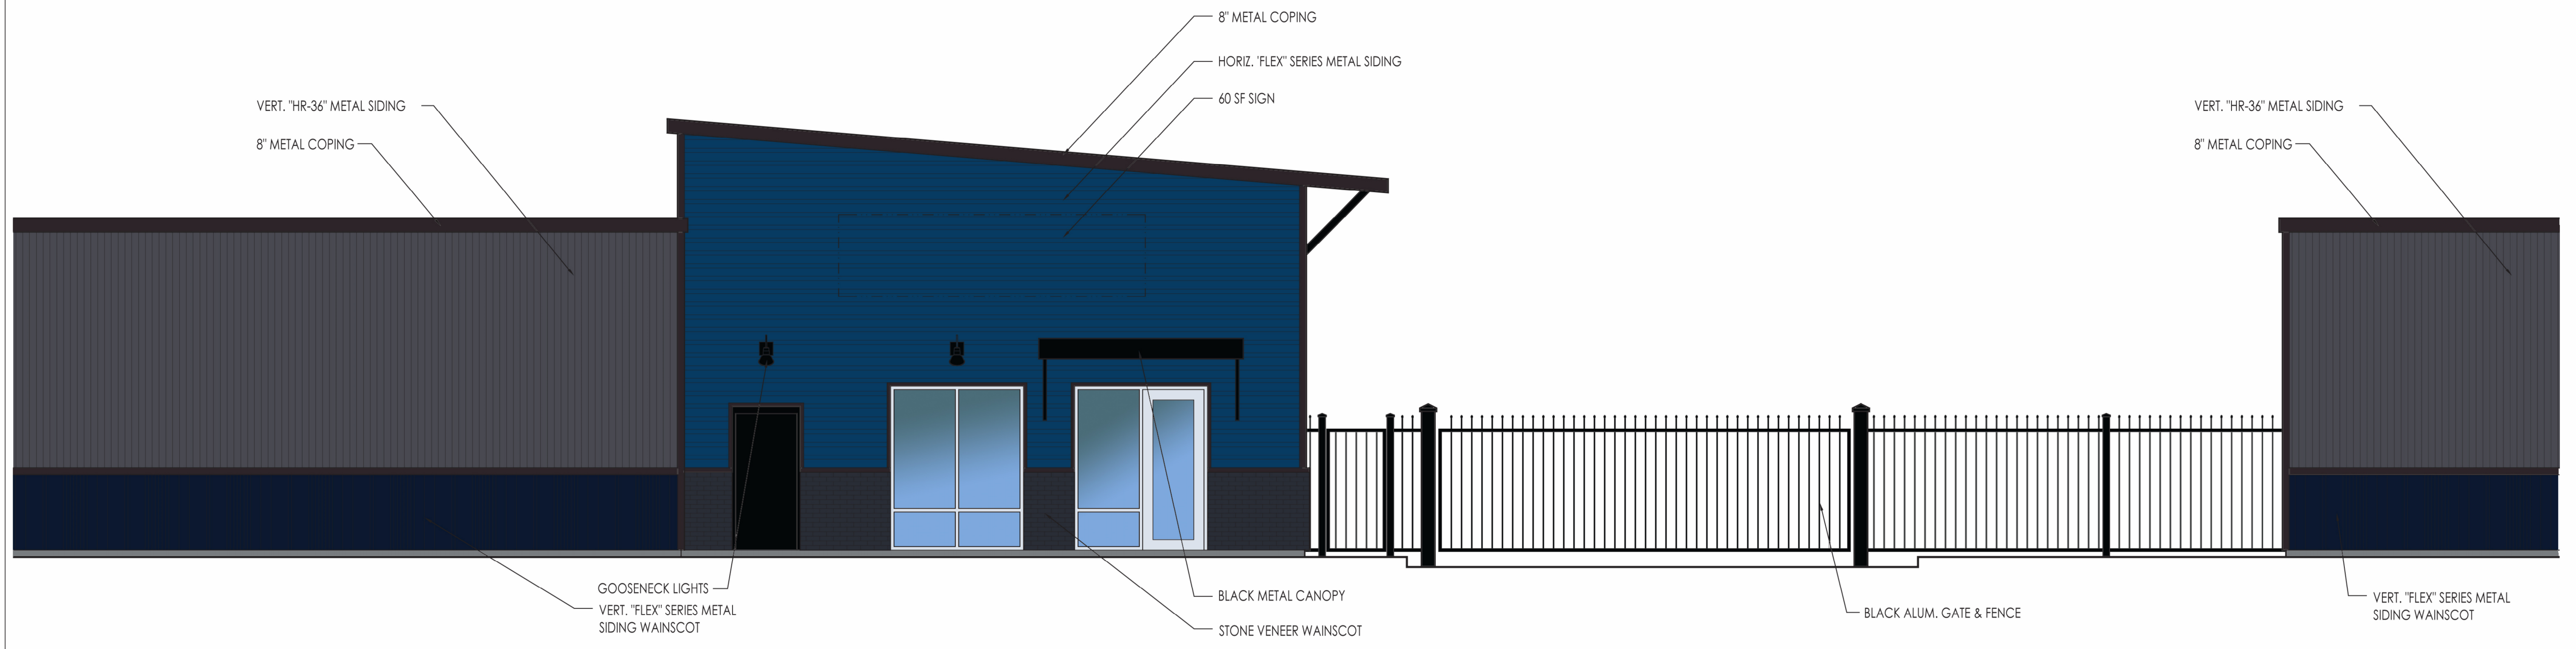 8" METAL COPING
HORIZ. 'FLEX" SERIES METAL SIDING
60 SF SIGN
VERT. "HR-36" METAL SIDING
8" METAL COPING
VERT. "HR-36" METAL SIDING
8" METAL COPING
GOOSENECK LIGHTS
VERT. "FLEX" SERIES METAL
SIDING WAINSCOT
BLACK METAL CANOPY
STONE VENEER WAINSCOT
BLACK ALUM. GATE & FENCE
VERT. "FLEX" SERIES METAL
SIDING WAINSCOT